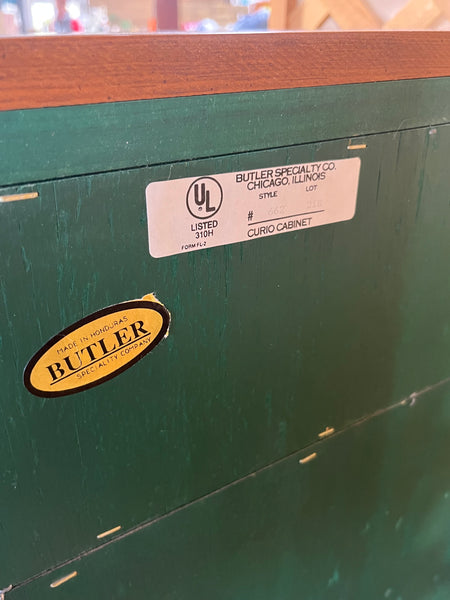 BUTLER SPECIALTY CO.
CHICAGO, ILLINOIS
STYLE LOT
UL
LISTED
310H
#
CURIO CABINET
FORM FL-2
MADE IN HONDURAS
BUTLER
SPECIALITY COMPANY